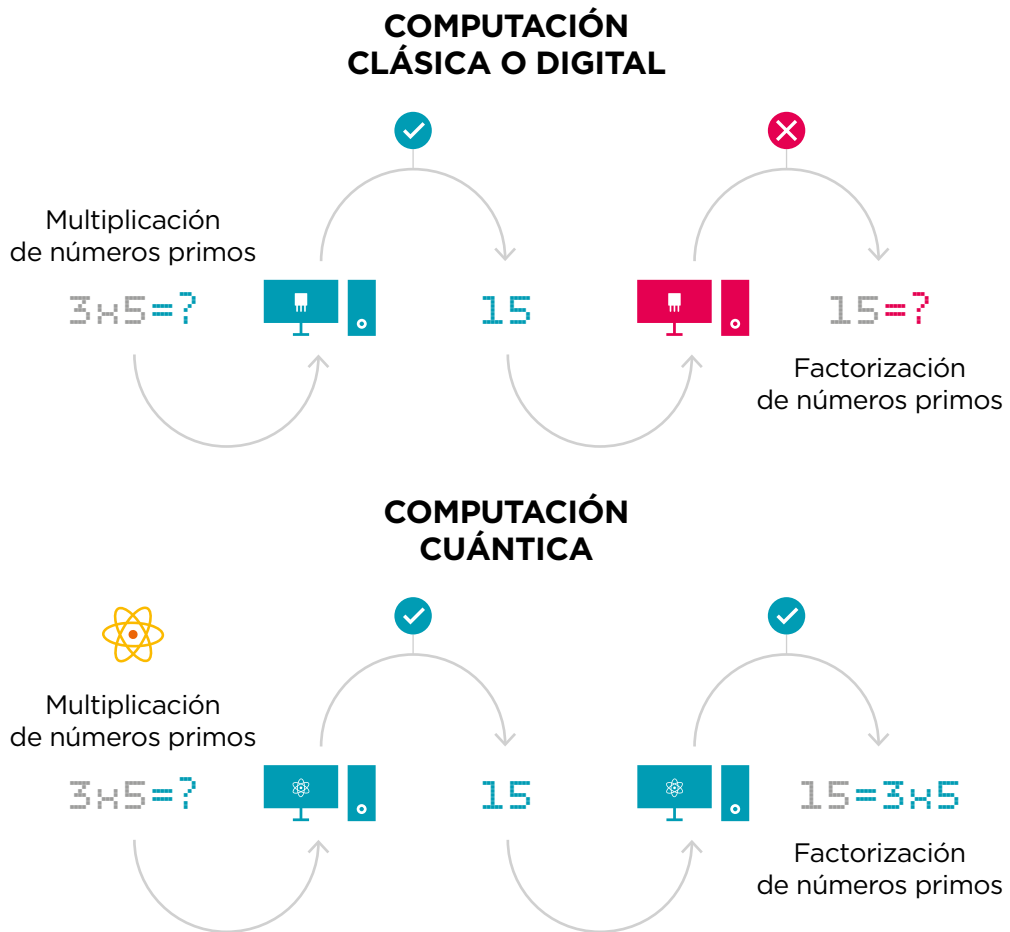 COMPUTACIÓN
CLÁSICA O DIGITAL
Multiplicación
de números primos
3x5=?
15
15=?
Factorización
de números primos
COMPUTACIÓN
CUÁNTICA
Multiplicación
de números primos
3x5=?
15
15=3x5
Factorización
de números primos